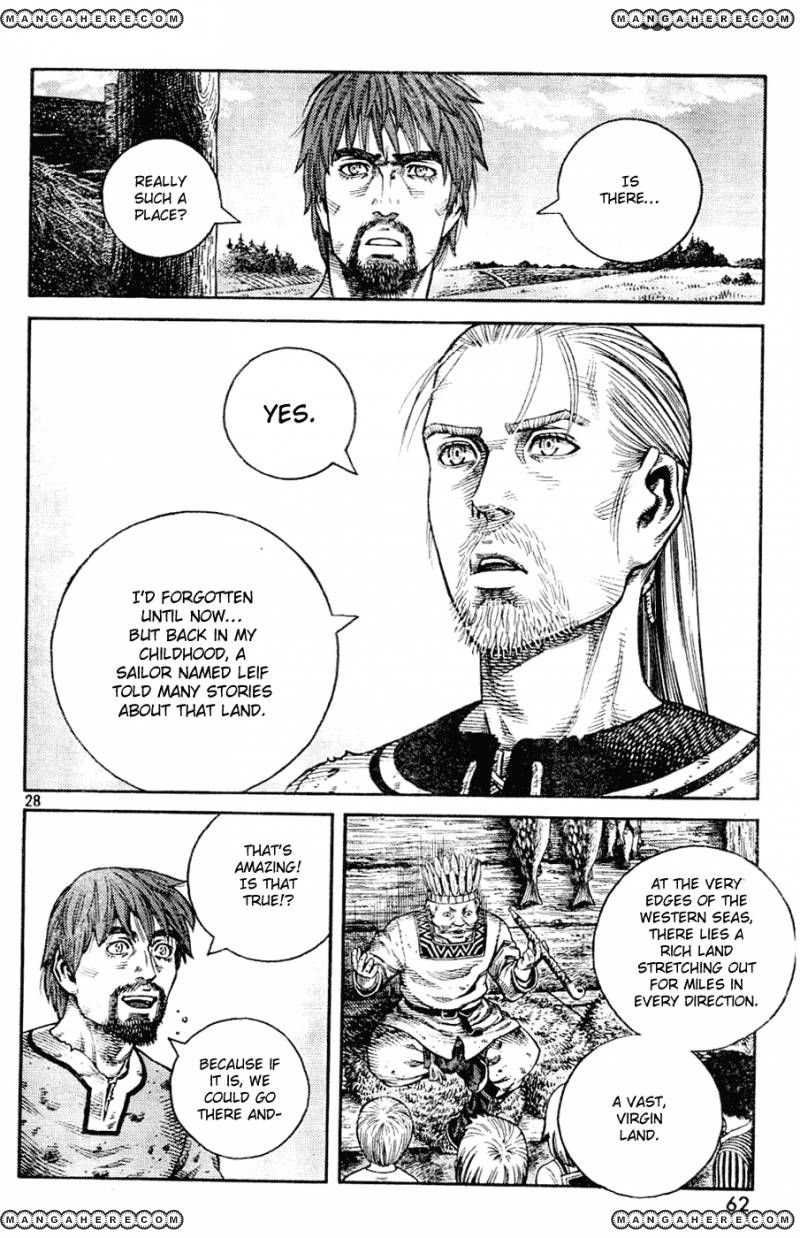 MANGAHERE.COM
MANGAHERE.COM
IS
THERE...
REALLY
SUCH A
PLACE?
YES.
I'D FORGOTTEN
UNTIL NOW...
BUT BACK IN MY
CHILDHOOD, A
SAILOR NAMED LEIF
TOLD MANY STORIES
ABOUT THAT LAND.
28
AT THE VERY
EDGES OF THE
WESTERN SEAS,
THERE LIES A
RICH LAND
STRETCHING OUT
FOR MILES IN
EVERY DIRECTION.
A VAST,
VIRGIN
LAND.
THAT'S
AMAZING!
IS THAT
TRUE!?
BECAUSE IF
IT IS, WE
COULD GO
THERE AND-
62
MANGAHERE.COM
MANGAHERE.COM